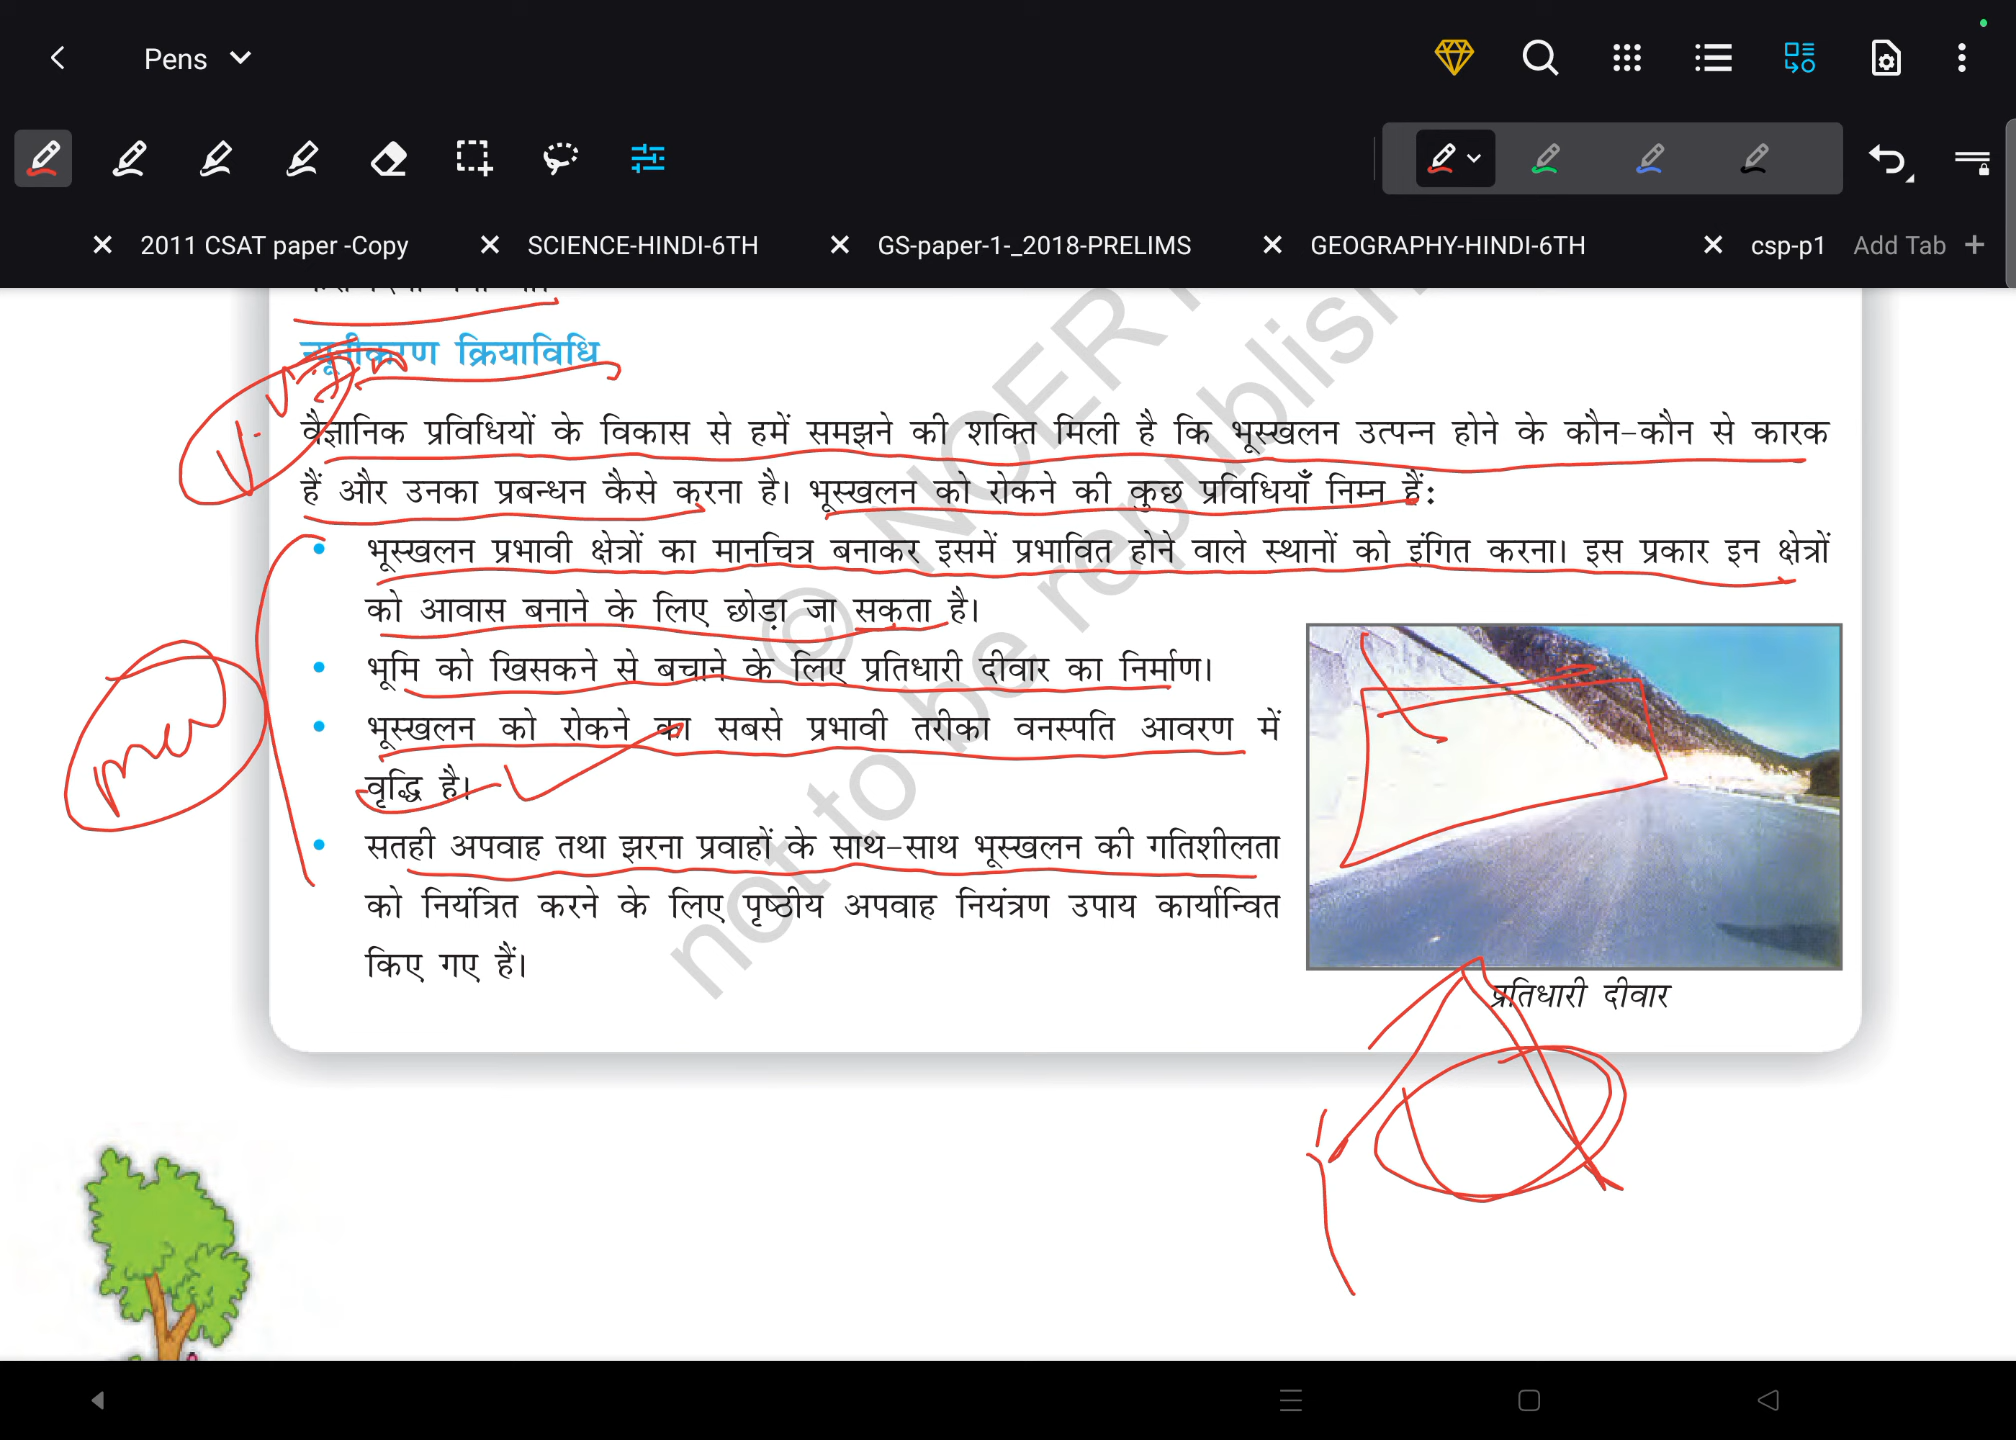 Pens
2011 CSAT paper -Copy
SCIENCE-HINDI-6TH
GS-paper-1-_2018-PRELIMS
GEOGRAPHY-HINDI-6TH
csp-p1
Add Tab
न्यूनीकरण क्रियाविधि
वैज्ञानिक प्रविधियों के विकास से हमें समझने की शक्ति मिली है कि भूस्खलन उत्पन्न होने के कौन-कौन से कारक
हैं और उनका प्रबन्धन कैसे करना है। भूस्खलन को रोकने की कुछ प्रविधियाँ निम्न हैं:
• भूस्खलन प्रभावी क्षेत्रों का मानचित्र बनाकर इसमें प्रभावित होने वाले स्थानों को इंगित करना। इस प्रकार इन क्षेत्रों
को आवास बनाने के लिए छोड़ा जा सकता है।
• भूमि को खिसकने से बचाने के लिए प्रतिधारी दीवार का निर्माण।
• भूस्खलन को रोकने का सबसे प्रभावी तरीका वनस्पति आवरण में
वृद्धि है।
• सतही अपवाह तथा झरना प्रवाहों के साथ-साथ भूस्खलन की गतिशीलता
को नियंत्रित करने के लिए पृष्ठीय अपवाह नियंत्रण उपाय कार्यान्वित
किए गए हैं।
प्रतिधारी दीवार
not to be republish